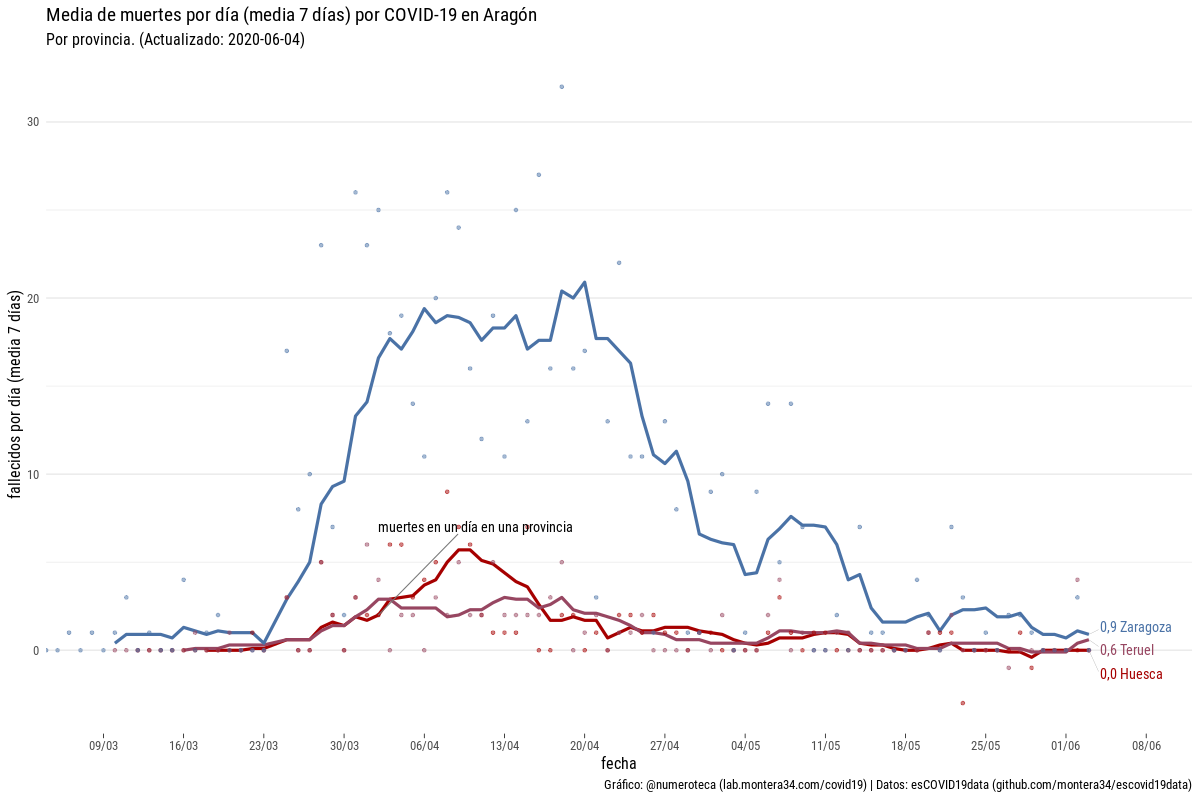 Media de muertes por día (media 7 días) por COVID-19 en Aragón
Por provincia. (Actualizado: 2020-06-04)
fallecidos por día (media 7 días)
30
20
10
0
muertes en un día en una provincia
0,9 Zaragoza
0,6 Teruel
0,0 Huesca
09/03 16/03 23/03 30/03 06/04 13/04 20/04 27/04 04/05 11/05 18/05 25/05 01/06 08/06
fecha
Gráfico: @numeroteca (lab.montera34.com/covid19) | Datos: esCOVID19data (github.com/montera34/escovid19data)